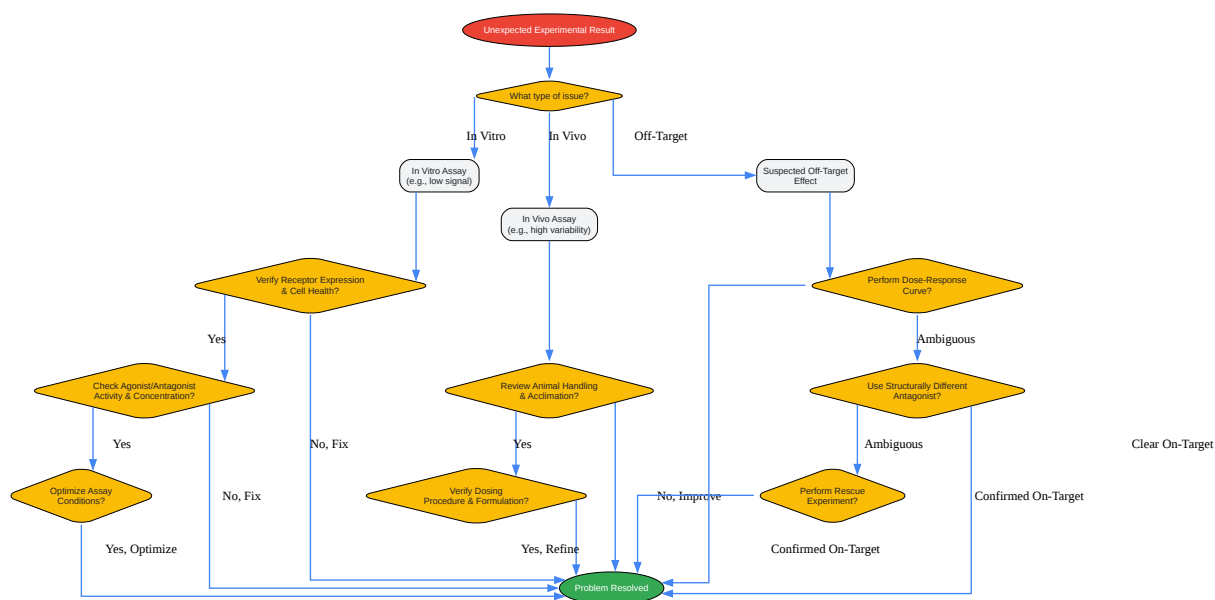 Unexpected Experimental Result
What type of issue?
In Vitro
In Vivo
Off-Target
In Vitro Assay
(e.g., low signal)
Suspected Off-Target
Effect
In Vivo Assay
(e.g., high variability)
Verify Receptor Expression
& Cell Health?
Perform Dose-Response
Curve?
Yes
Ambiguous
Check Agonist/Antagonist
Activity & Concentration?
Review Animal Handling
& Acclimation?
Use Structurally Different
Antagonist?
Yes
No, Fix
Yes
Ambiguous
Clear On-Target
Optimize Assay
Conditions?
No, Fix
Verify Dosing
Procedure & Formulation?
No, Improve
Perform Rescue
Experiment?
Confirmed On-Target
Yes, Optimize
Yes, Refine
Confirmed On-Target
Problem Resolved